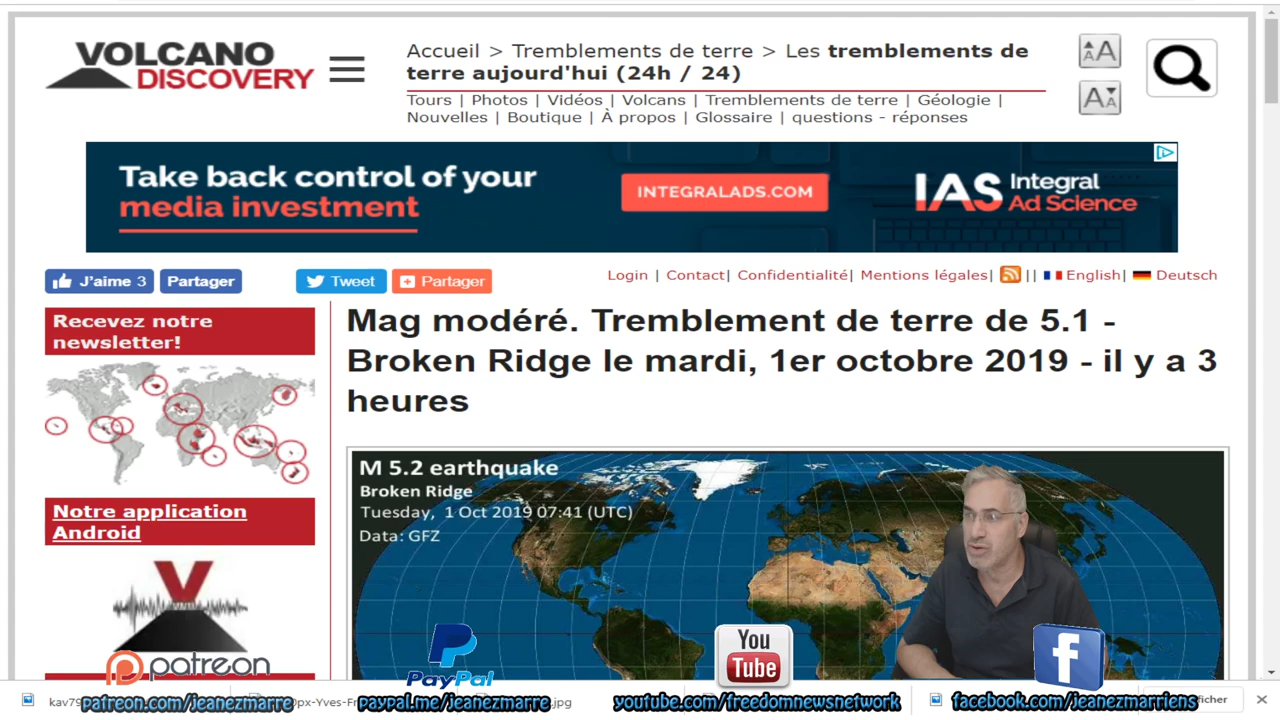 VOLCANO
DISCOVERY
Accueil > Tremblements de terre > Les tremblements de
terre aujourd'hui (24h / 24)
Tours | Photos | Vidéos | Volcans | Tremblements de terre | Géologie |
Nouvelles | Boutique | À propos | Glossaire | questions - réponses
AA
AA
Take back control of your
media investment
INTEGRALADS.COM
IAS Integral
Ad Science
J'aime 3
Partager
Tweet
Partager
Login | Contact| Confidentialité| Mentions légales| || English| Deutsch
Recevez notre
newsletter!
Mag modéré. Tremblement de terre de 5.1 -
Broken Ridge le mardi, 1er octobre 2019 - il y a 3
heures
M 5.2 earthquake
Broken Ridge
Tuesday, 1 Oct 2019 07:41 (UTC)
Data: GFZ
Notre application
Android
patreon
PayPal
You
Tube
f
kav79
patreon.com/jeanezmarre
paypal.me/jeanezmarre
.jpg
youtube.com/freedomnewsnetwork
facebook.com/jeanezmarriens